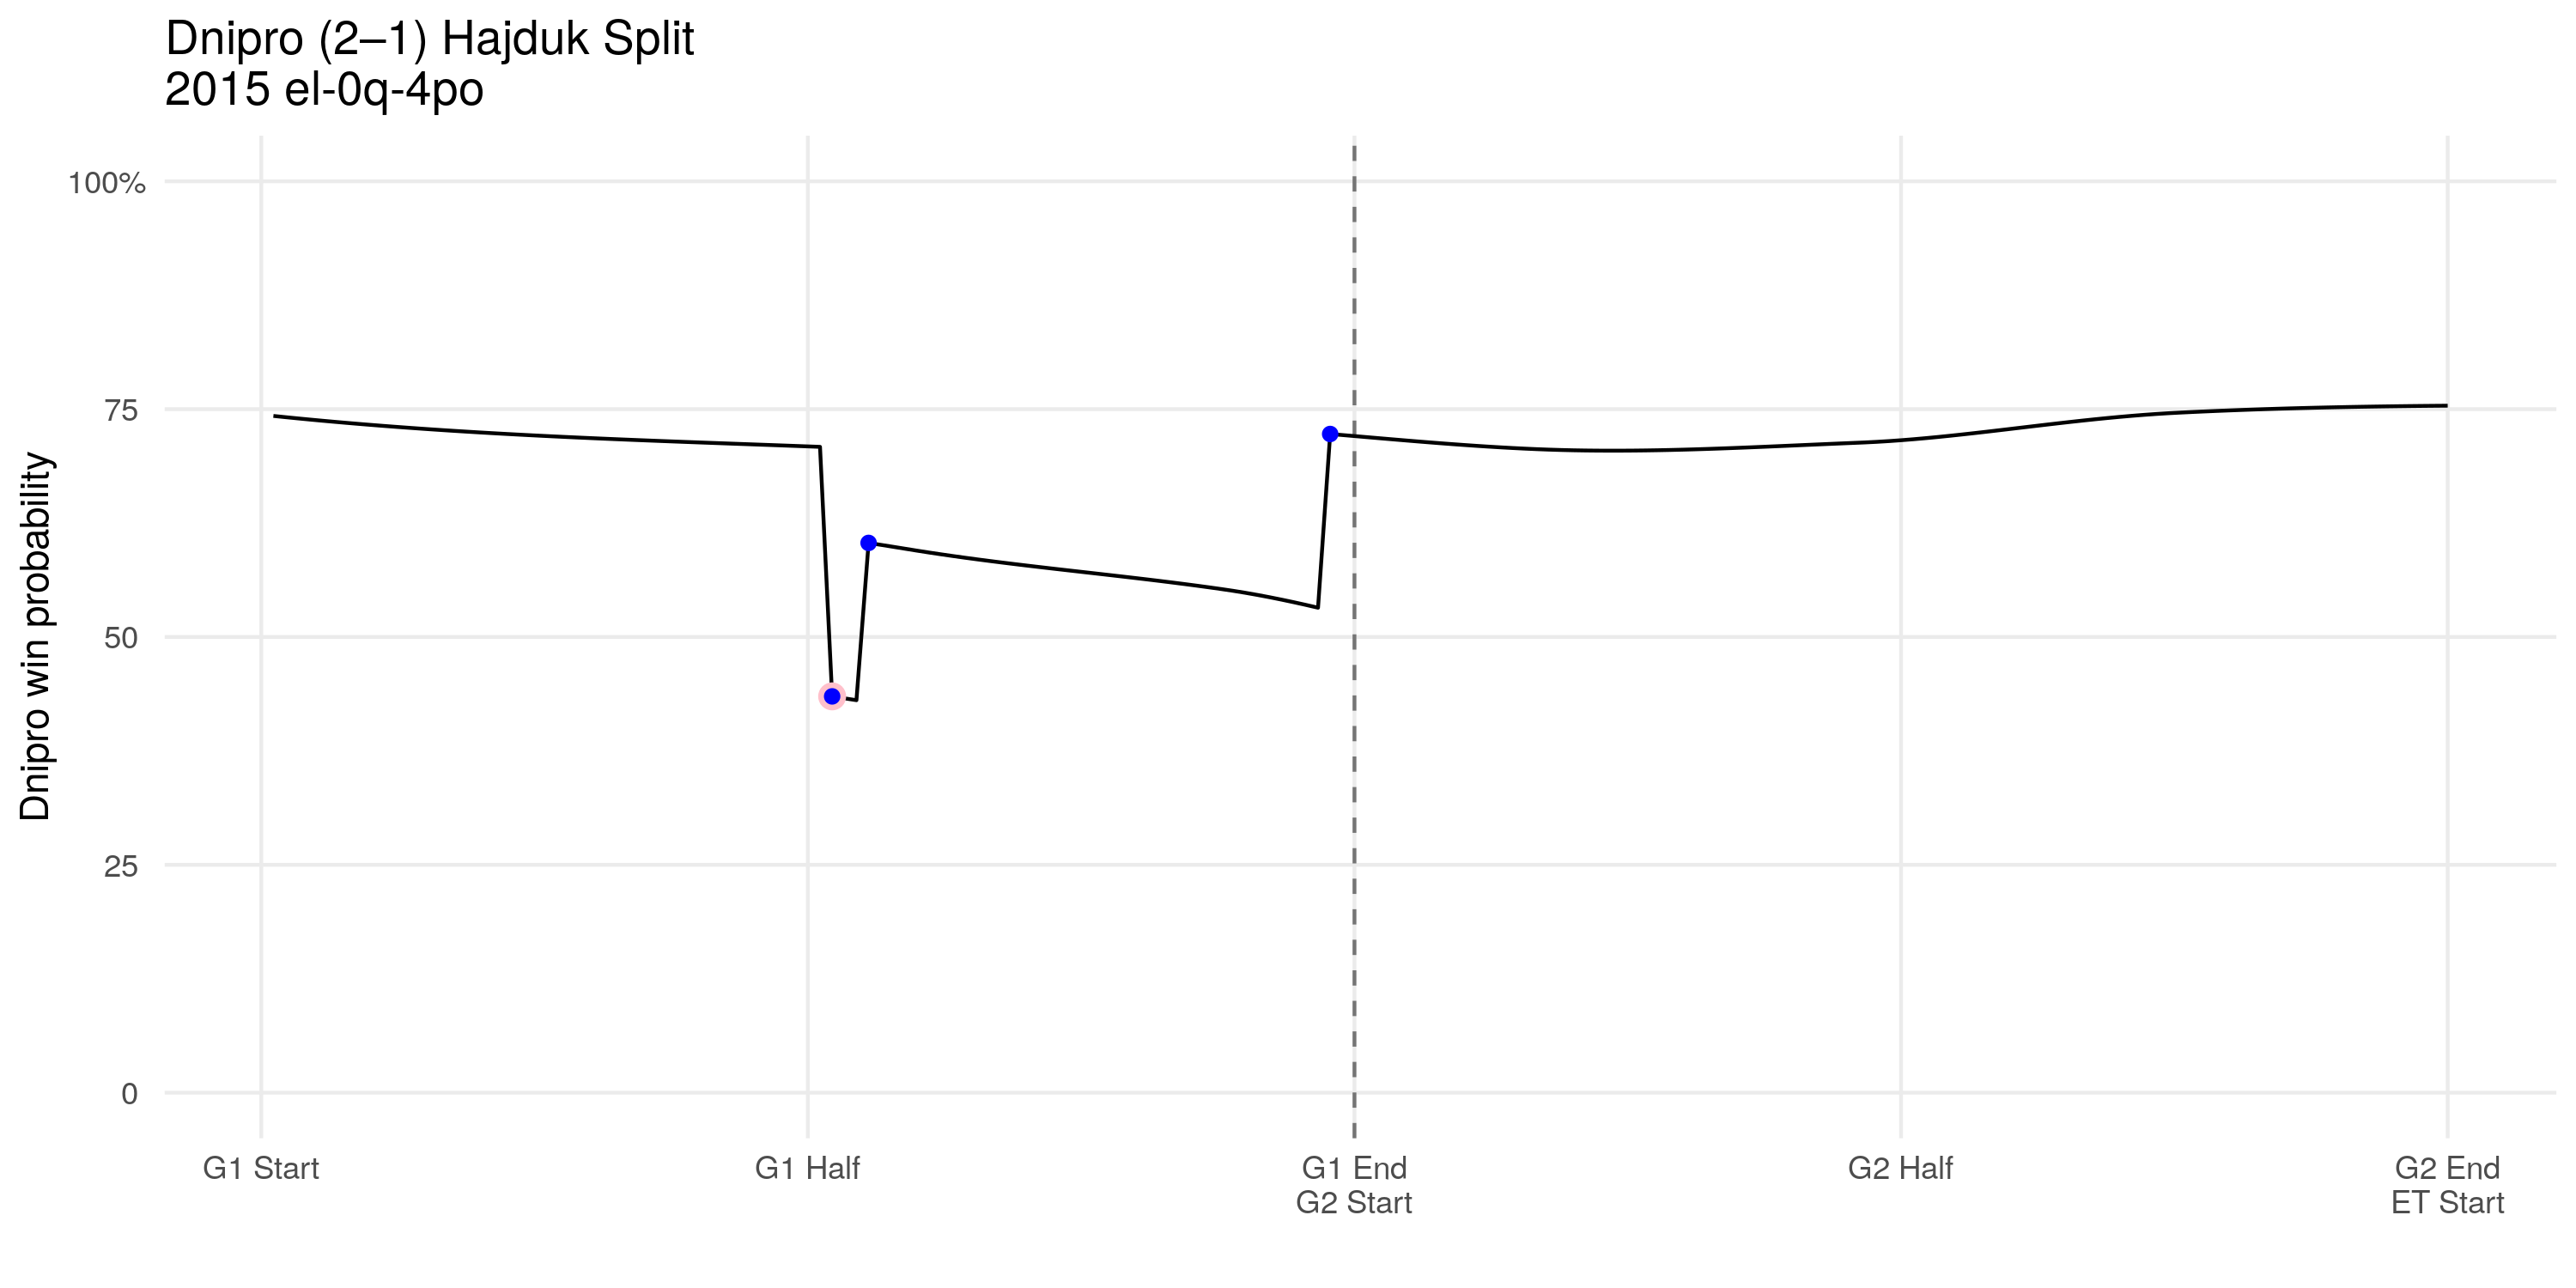 Dnipro (2–1) Hajduk Split
2015 el-0q-4po
Dnipro win probability
100%
75
50
25
0
G1 Start
G1 Half
G1 End
G2 Start
G2 Half
G2 End
ET Start